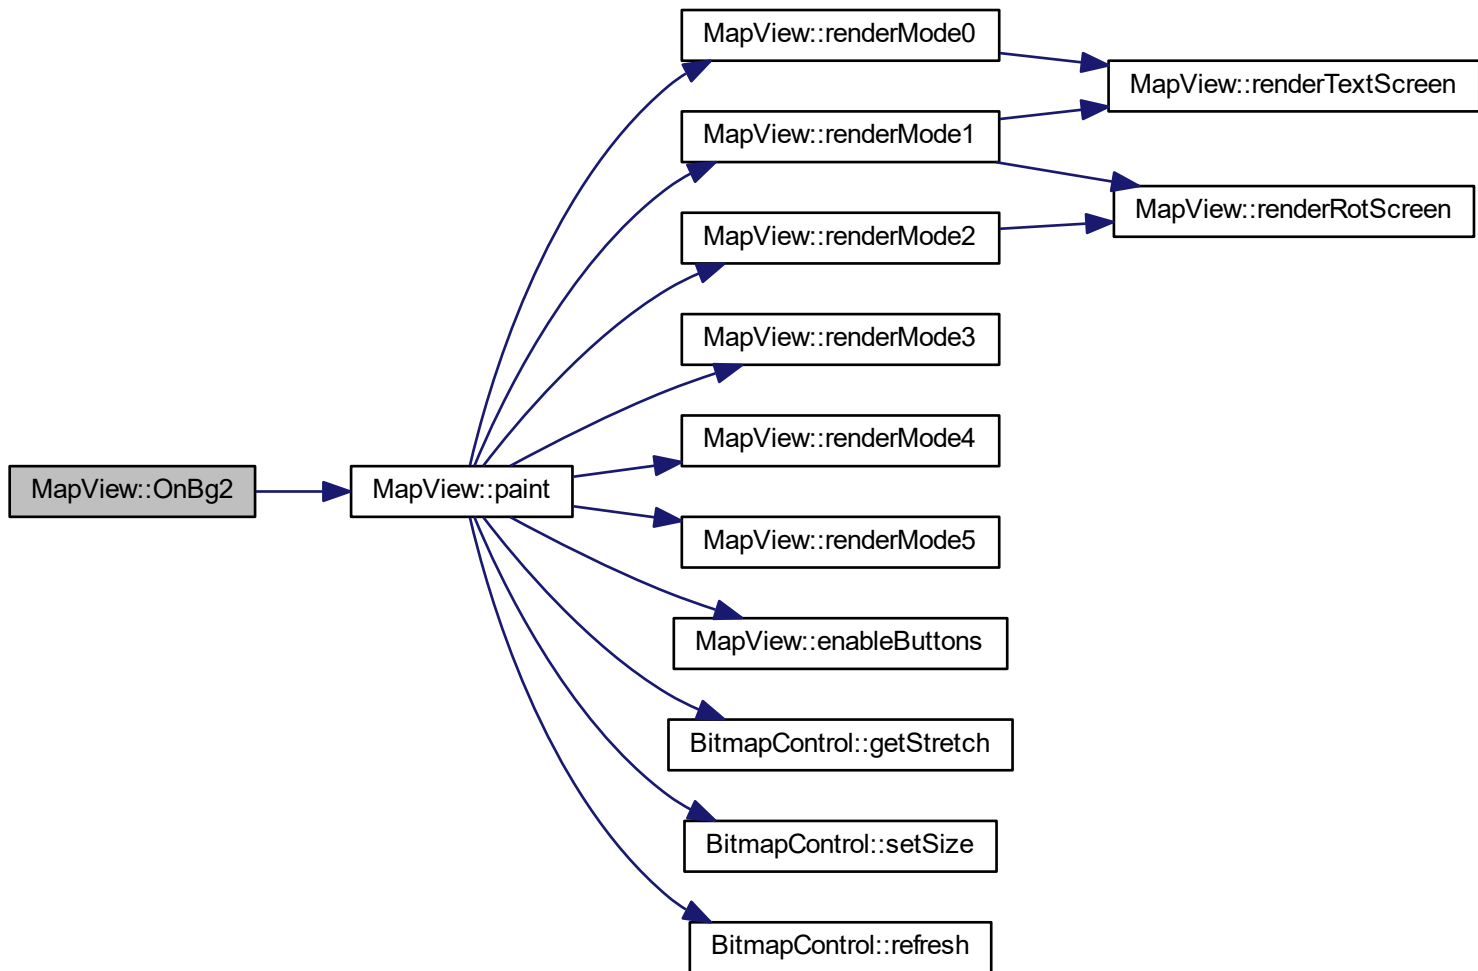 MapView::OnBg2
MapView::paint
MapView::renderMode0
MapView::renderMode1
MapView::renderMode2
MapView::renderMode3
MapView::renderMode4
MapView::renderMode5
MapView::enableButtons
BitmapControl::getStretch
BitmapControl::setSize
BitmapControl::refresh
MapView::renderTextScreen
MapView::renderRotScreen